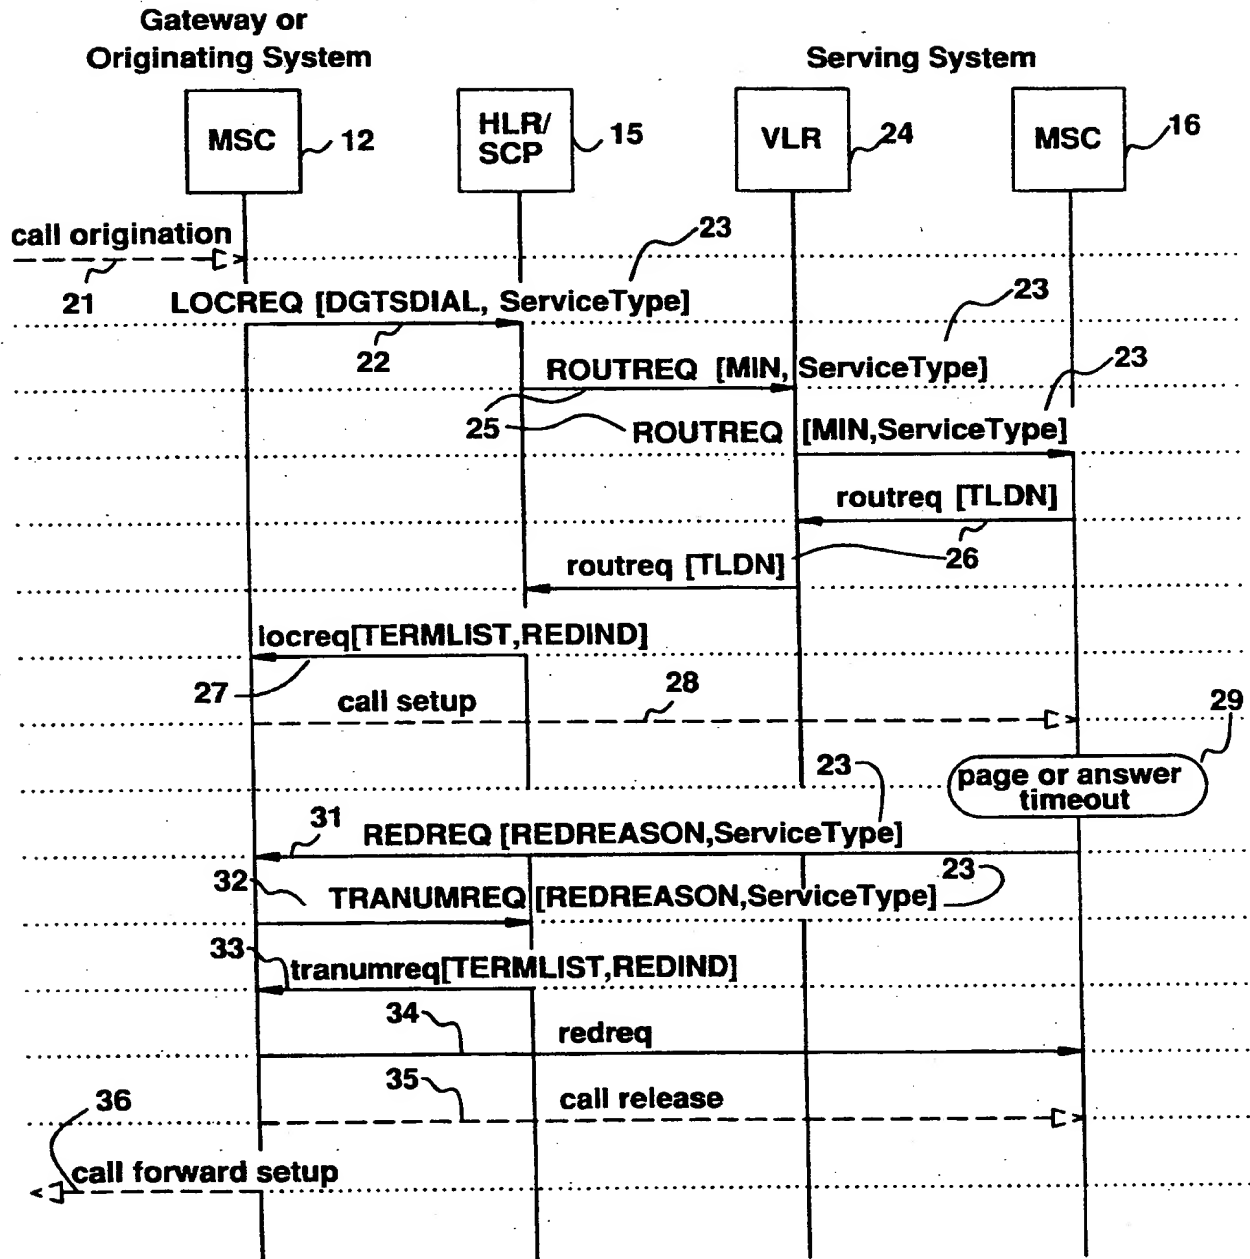 Gateway or
Originating System
Serving System
MSC
12
HLR/
SCP
15
VLR
24
MSC
16
call origination
21
23
LOCREQ [DGTSDIAL, ServiceType]
22
23
ROUTREQ [MIN, ServiceType]
23
25
ROUTREQ [MIN,ServiceType]
routreq [TLDN]
26
routreq [TLDN]
locreq[TERMLIST,REDIND]
27
call setup
28
29
page or answer
timeout
23
31
REDREQ [REDREASON,ServiceType]
32
TRANUMREQ [REDREASON,ServiceType]
23
33
tranumreq[TERMLIST,REDIND]
34
redreq
35
call release
36
call forward setup